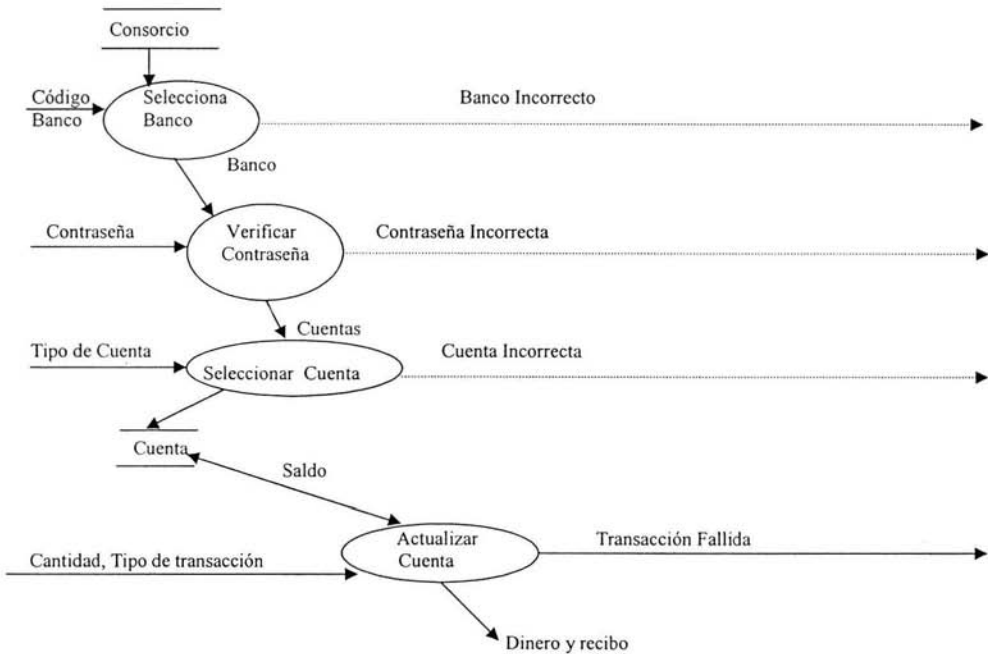 Consorcio
Código
Banco
Selecciona
Banco
Banco Incorrecto
Banco
Contraseña
Verificar
Contraseña
Contraseña Incorrecta
Cuentas
Tipo de Cuenta
Seleccionar Cuenta
Cuenta Incorrecta
Cuenta
Saldo
Cantidad, Tipo de transacción
Actualizar
Cuenta
Transacción Fallida
Dinero y recibo